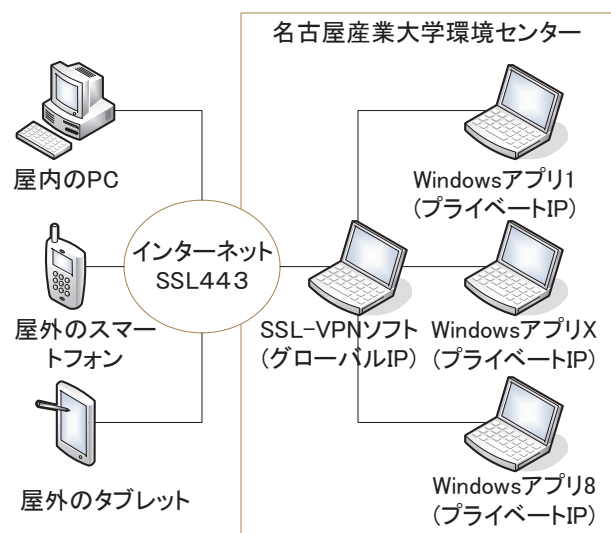 名古屋産業大学環境センター
屋内のPC
Windowsアプリ1
(プライベートIP)
インターネット
SSL443
屋外のスマー
トフォン
SSL-VPNソフト
(グローバルIP)
WindowsアプリX
(プライベートIP)
屋外のタブレット
Windowsアプリ8
(プライベートIP)